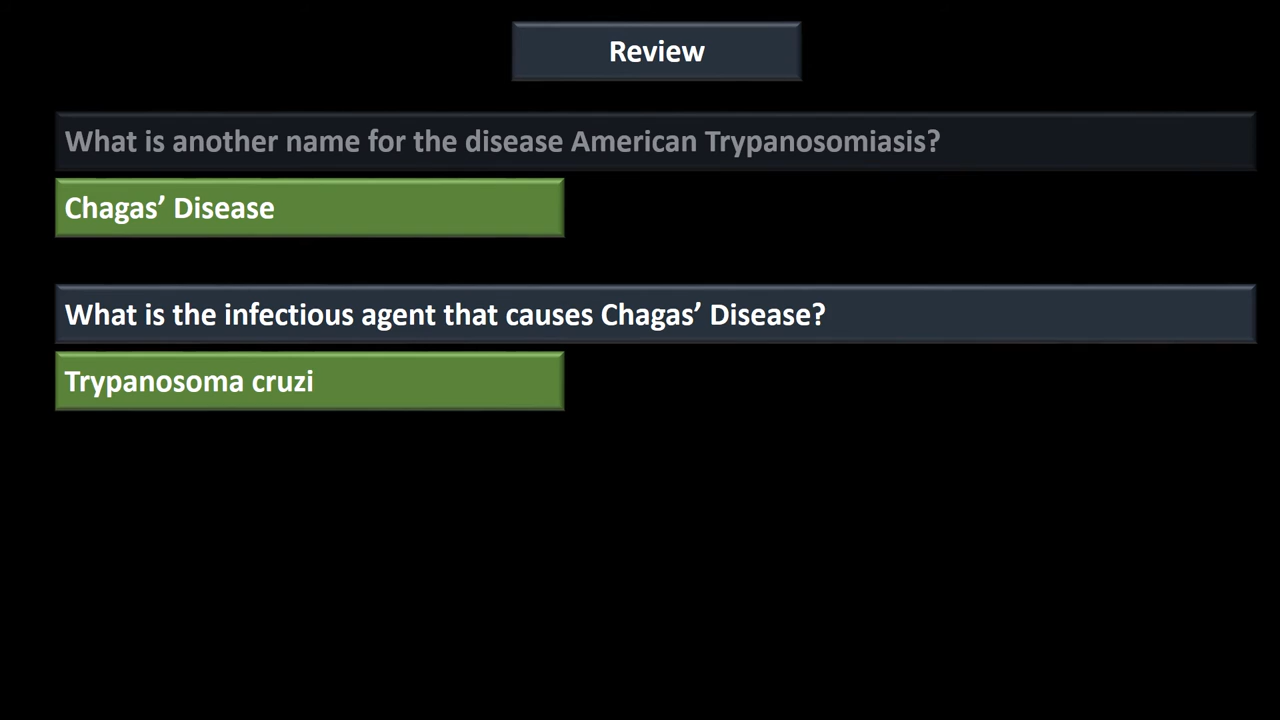 Review
What is another name for the disease American Trypanosomiasis?
Chagas’ Disease
What is the infectious agent that causes Chagas’ Disease?
Trypanosoma cruzi